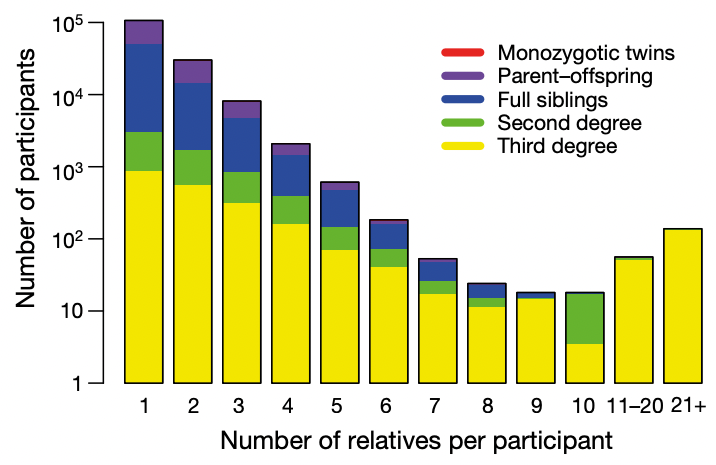 Number of participants
10⁵
10⁴
10³
10²
10
1
Monozygotic twins
Parent–offspring
Full siblings
Second degree
Third degree
1 2 3 4 5 6 7 8 9 10 11–20 21+
Number of relatives per participant